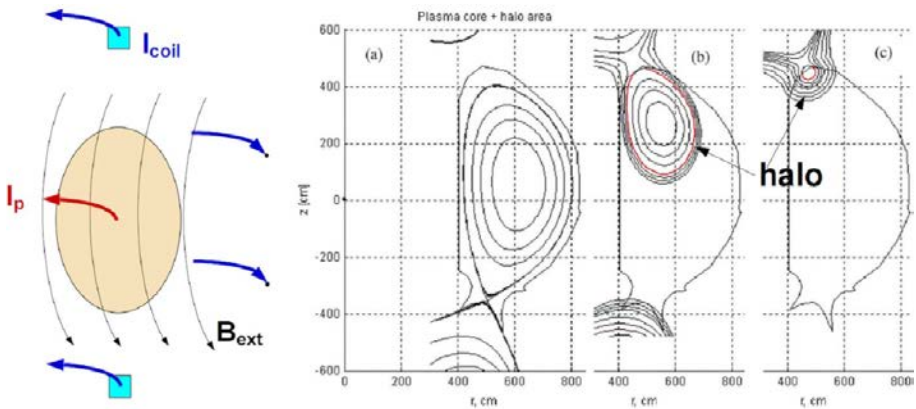 I_coil
I_p
B_ext
Plasma core + halo area
(a)
(b)
(c)
halo
z [cm]
600
400
200
0
-200
-400
-600
0
200
400
600
800
r, cm
400
600
800
r, cm
400
600
800
r, cm